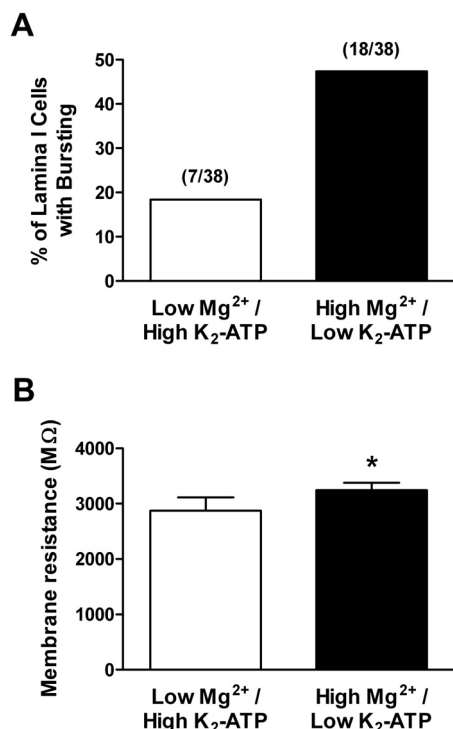 A
% of Lamina I Cells
with Bursting
50
40
30
20
10
0
(7/38)
(18/38)
Low Mg²⁺ /
High K₂-ATP
High Mg²⁺ /
Low K₂-ATP
B
Membrane resistance (MΩ)
4000
3000
2000
1000
0
*
Low Mg²⁺ /
High K₂-ATP
High Mg²⁺ /
Low K₂-ATP